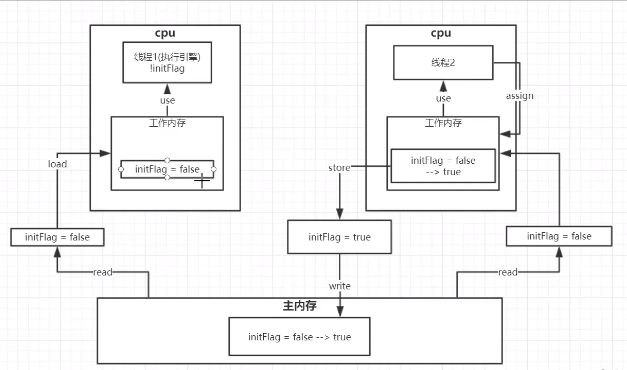 cpu
线程1(执行引擎)
!initFlag
use
工作内存
initFlag = false
load
initFlag = false
read
cpu
线程2
use
assign
工作内存
initFlag = false
--> true
store
initFlag = true
write
initFlag = false
read
主内存
initFlag = false --> true